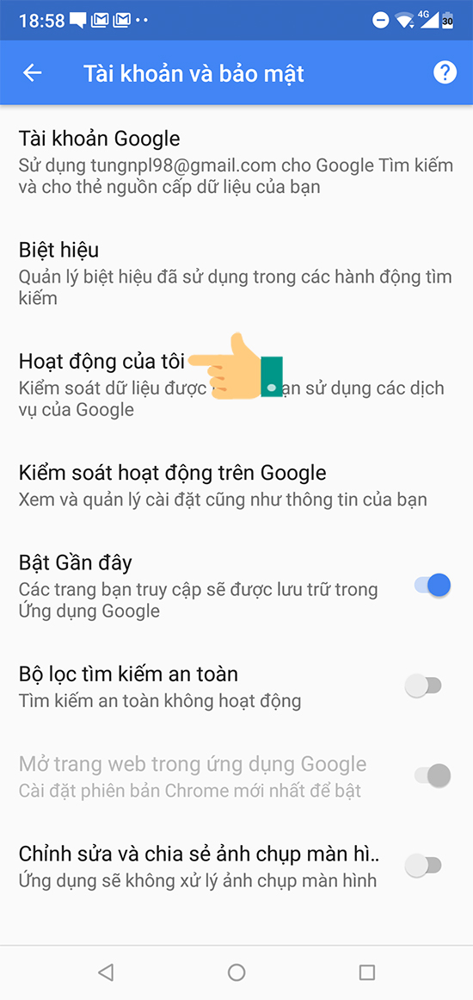 18:58
4G
30
Tài khoản và bảo mật
?
Tài khoản Google
Sử dụng tungnpl98@gmail.com cho Google Tìm kiếm
và cho thẻ nguồn cấp dữ liệu của bạn
Biệt hiệu
Quản lý biệt hiệu đã sử dụng trong các hành động tìm
kiếm
Hoạt động của tôi
Kiểm soát dữ liệu được sử dụng các dịch
vụ của Google
Kiểm soát hoạt động trên Google
Xem và quản lý cài đặt cũng như thông tin của bạn
Bật Gần đây
Các trang bạn truy cập sẽ được lưu trữ trong
Ứng dụng Google
Bộ lọc tìm kiếm an toàn
Tìm kiếm an toàn không hoạt động
Mở trang web trong ứng dụng Google
Cài đặt phiên bản Chrome mới nhất để bật
Chỉnh sửa và chia sẻ ảnh chụp màn hì..
Ứng dụng sẽ không xử lý ảnh chụp màn hình